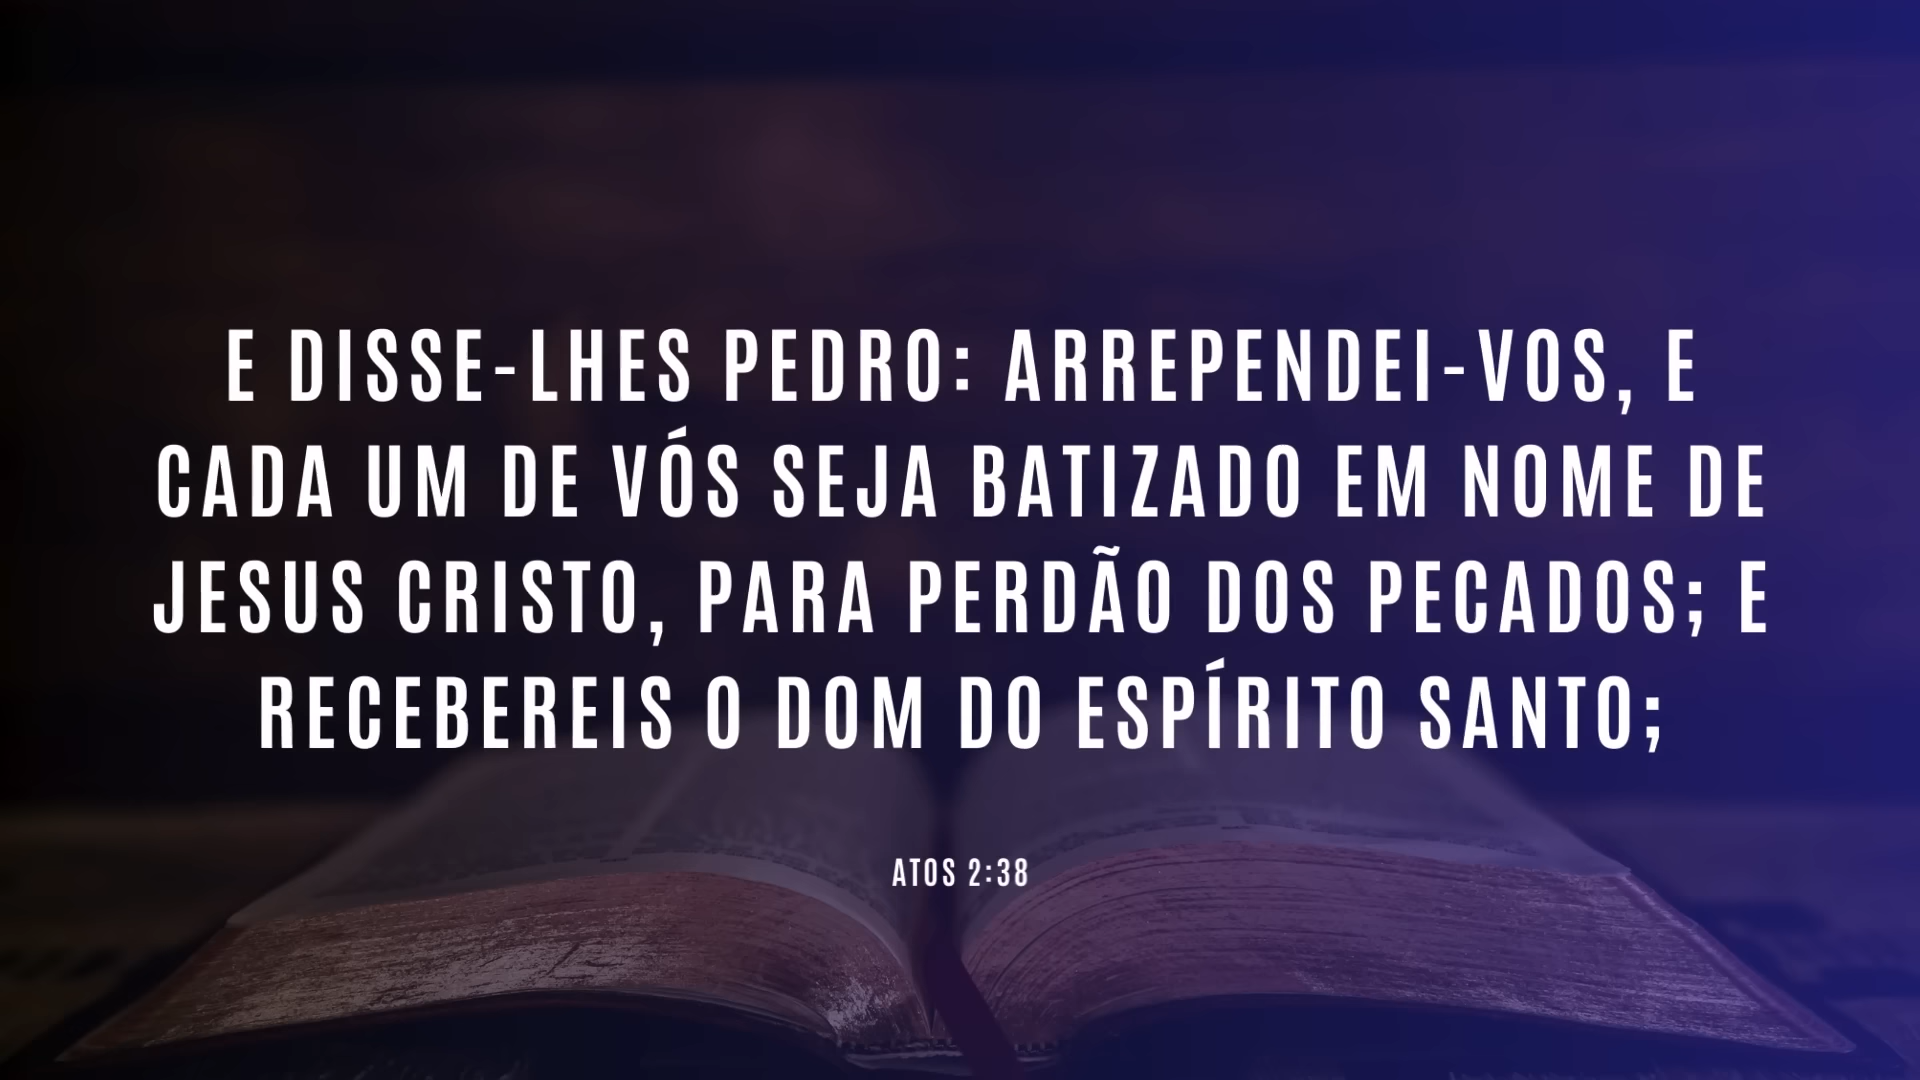 E DISSE-LHES PEDRO: ARREPENDEI-VOS, E
CADA UM DE VÓS SEJA BATIZADO EM NOME DE
JESUS CRISTO, PARA PERDÃO DOS PECADOS; E
RECEBEREIS O DOM DO ESPÍRITO SANTO;
ATOS 2:38